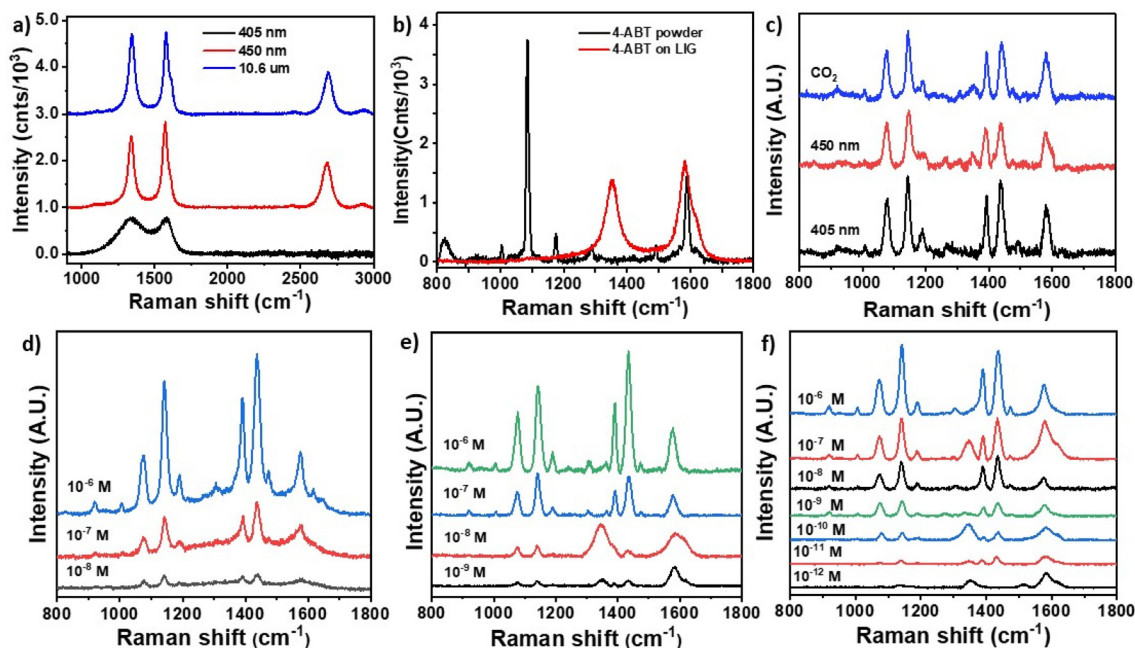 a)
405 nm
450 nm
10.6 um
Intensity (cnts/10³)
5.0
4.0
3.0
2.0
1.0
0.0
1000 1500 2000 2500 3000
Raman shift (cm⁻¹)
b)
4-ABT powder
4-ABT on LIG
Intensity(Cnts/10³)
4
3
2
1
0
800 1000 1200 1400 1600 1800
Raman shift (cm⁻¹)
c)
Intensity (A.U.)
CO₂
450 nm
405 nm
800 1000 1200 1400 1600 1800
Raman shift (cm⁻¹)
d)
Intensity (A.U.)
10⁻⁶ M
10⁻⁷ M
10⁻⁸ M
800 1000 1200 1400 1600 1800
Raman shift (cm⁻¹)
e)
Intensity (A.U.)
10⁻⁶ M
10⁻⁷ M
10⁻⁸ M
10⁻⁹ M
800 1000 1200 1400 1600 1800
Raman shift (cm⁻¹)
f)
Intensity (A.U.)
10⁻⁶ M
10⁻⁷ M
10⁻⁸ M
10⁻⁹ M
10⁻¹⁰ M
10⁻¹¹ M
10⁻¹² M
800 1000 1200 1400 1600 1800
Raman shift (cm⁻¹)